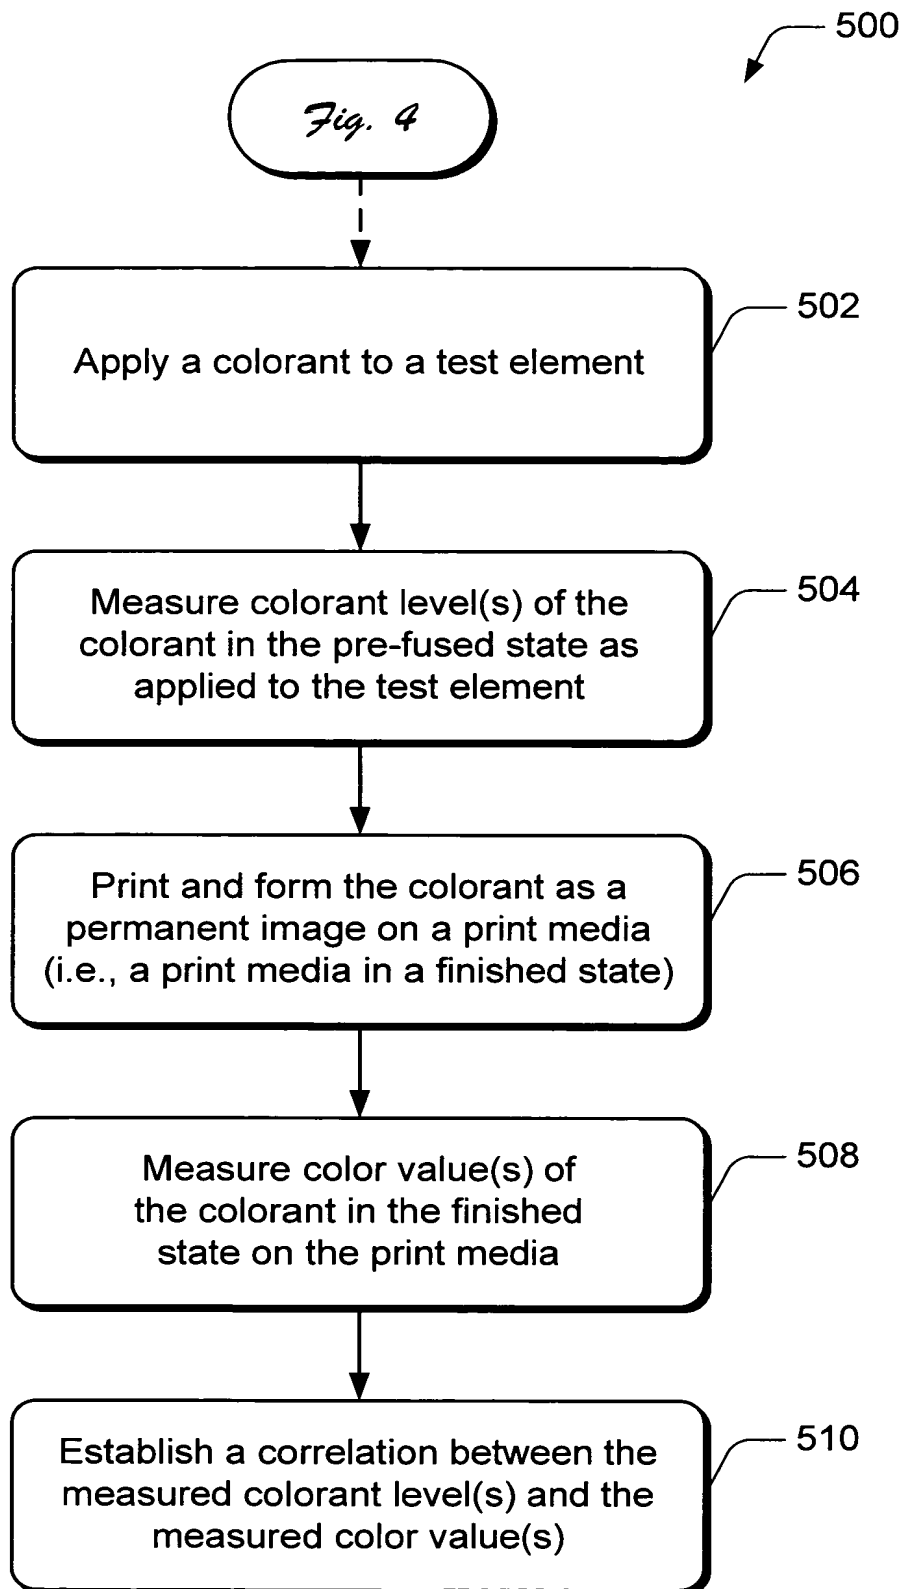 500
Fig. 4
502
Apply a colorant to a test element
504
Measure colorant level(s) of the
colorant in the pre-fused state as
applied to the test element
506
Print and form the colorant as a
permanent image on a print media
(i.e., a print media in a finished state)
508
Measure color value(s) of
the colorant in the finished
state on the print media
510
Establish a correlation between the
measured colorant level(s) and the
measured color value(s)